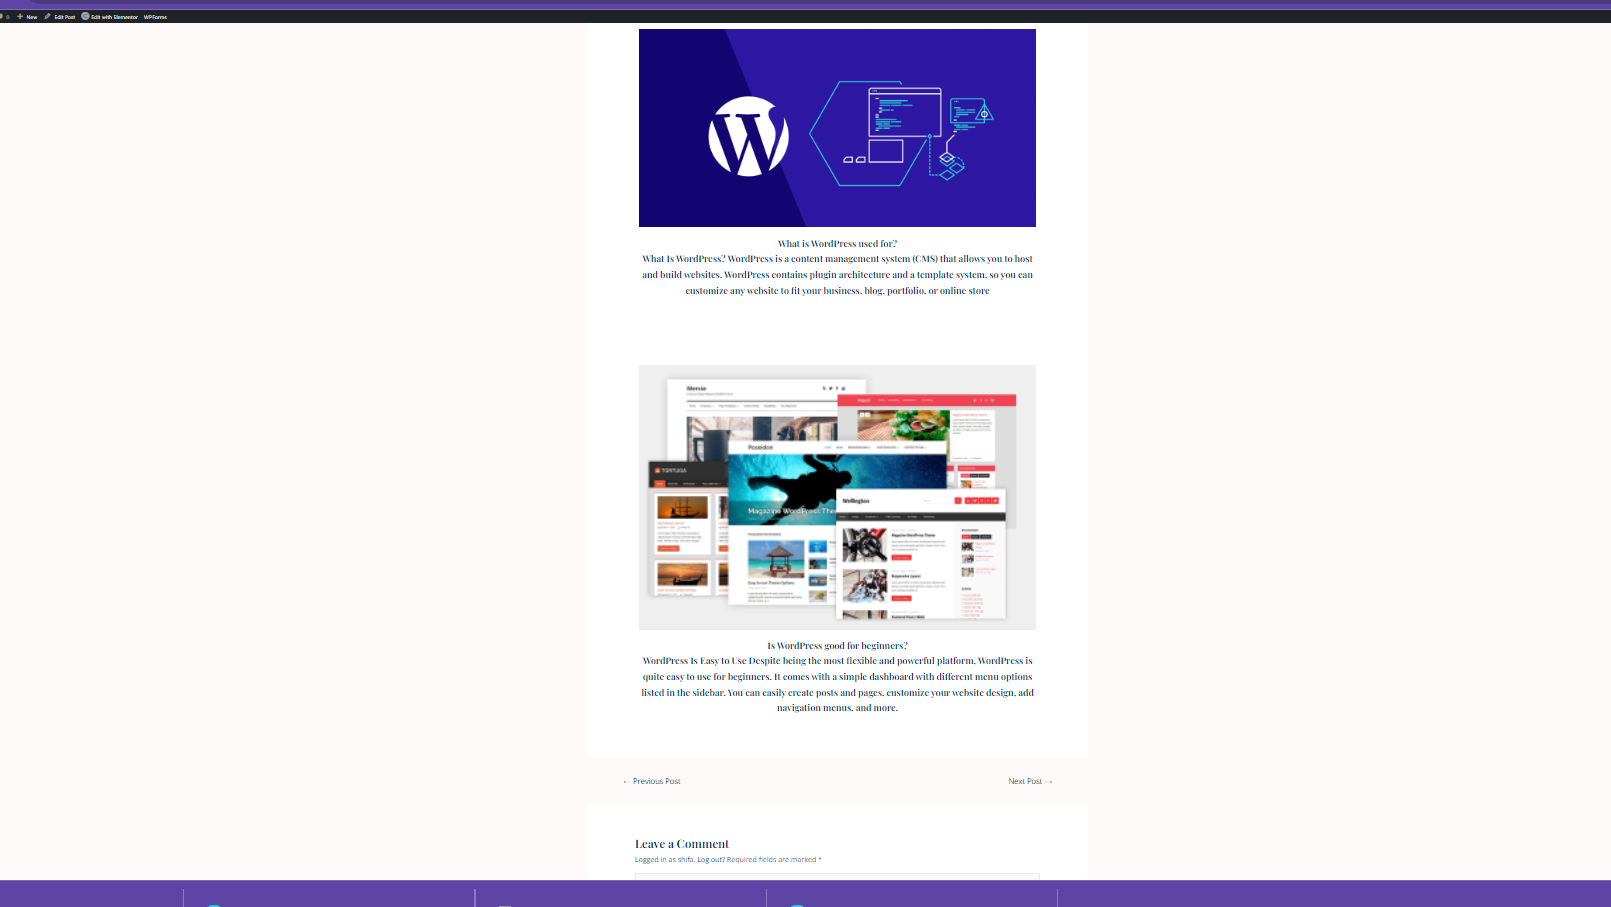 0 New Edit Post Edit with Elementor WPForms
What is WordPress used for?
What Is WordPress? WordPress is a content management system (CMS) that allows you to host
and build websites. WordPress contains plugin architecture and a template system, so you can
customize any website to fit your business, blog, portfolio, or online store
Mercia
Poseidon
TORTUGA
Magazine WordPress The
Wellington
Magazine WordPress Theme
Is WordPress good for beginners?
WordPress Is Easy to Use Despite being the most flexible and powerful platform, WordPress is
quite easy to use for beginners. It comes with a simple dashboard with different menu options
listed in the sidebar. You can easily create posts and pages, customize your website design, add
navigation menus, and more.
← Previous Post
Next Post →
Leave a Comment
Logged in as shifa. Log out? Required fields are marked *